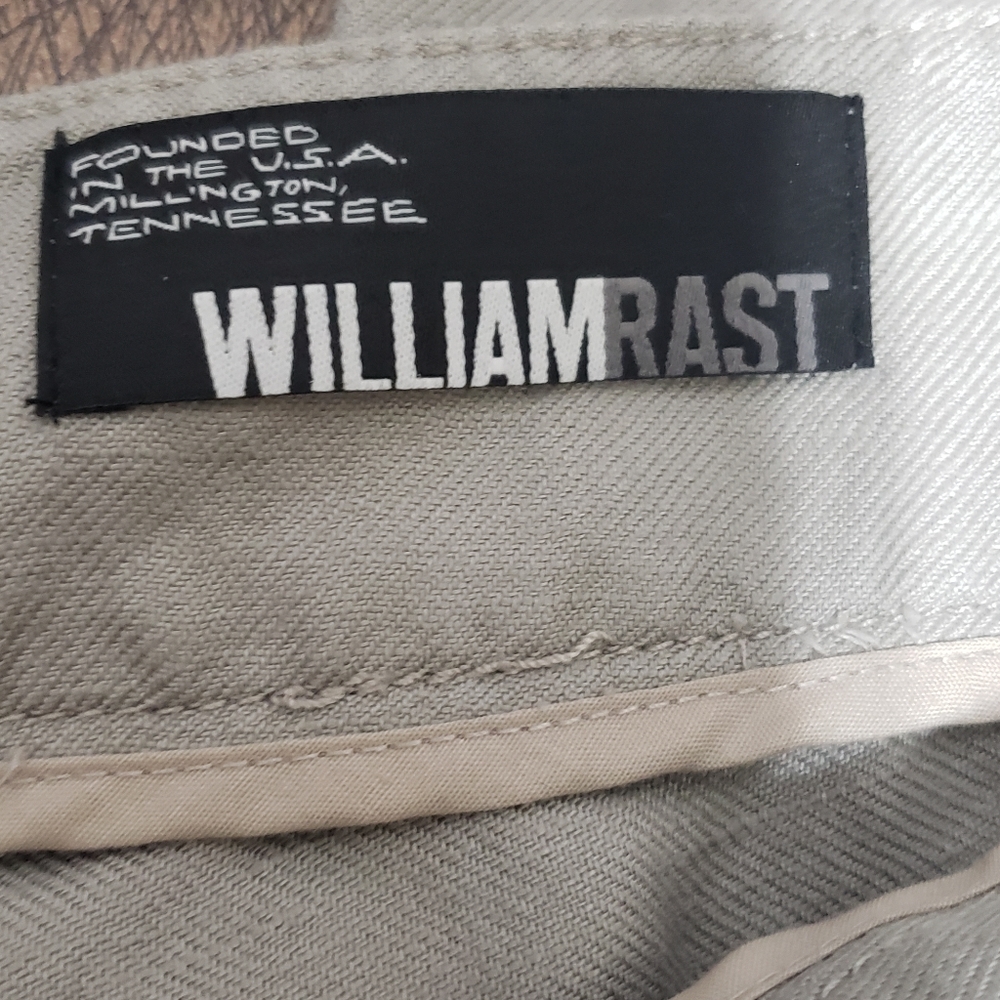 FOUNDED
IN THE U.S.A.
MILLINGTON,
TENNESSEE
WILLIAMRAST